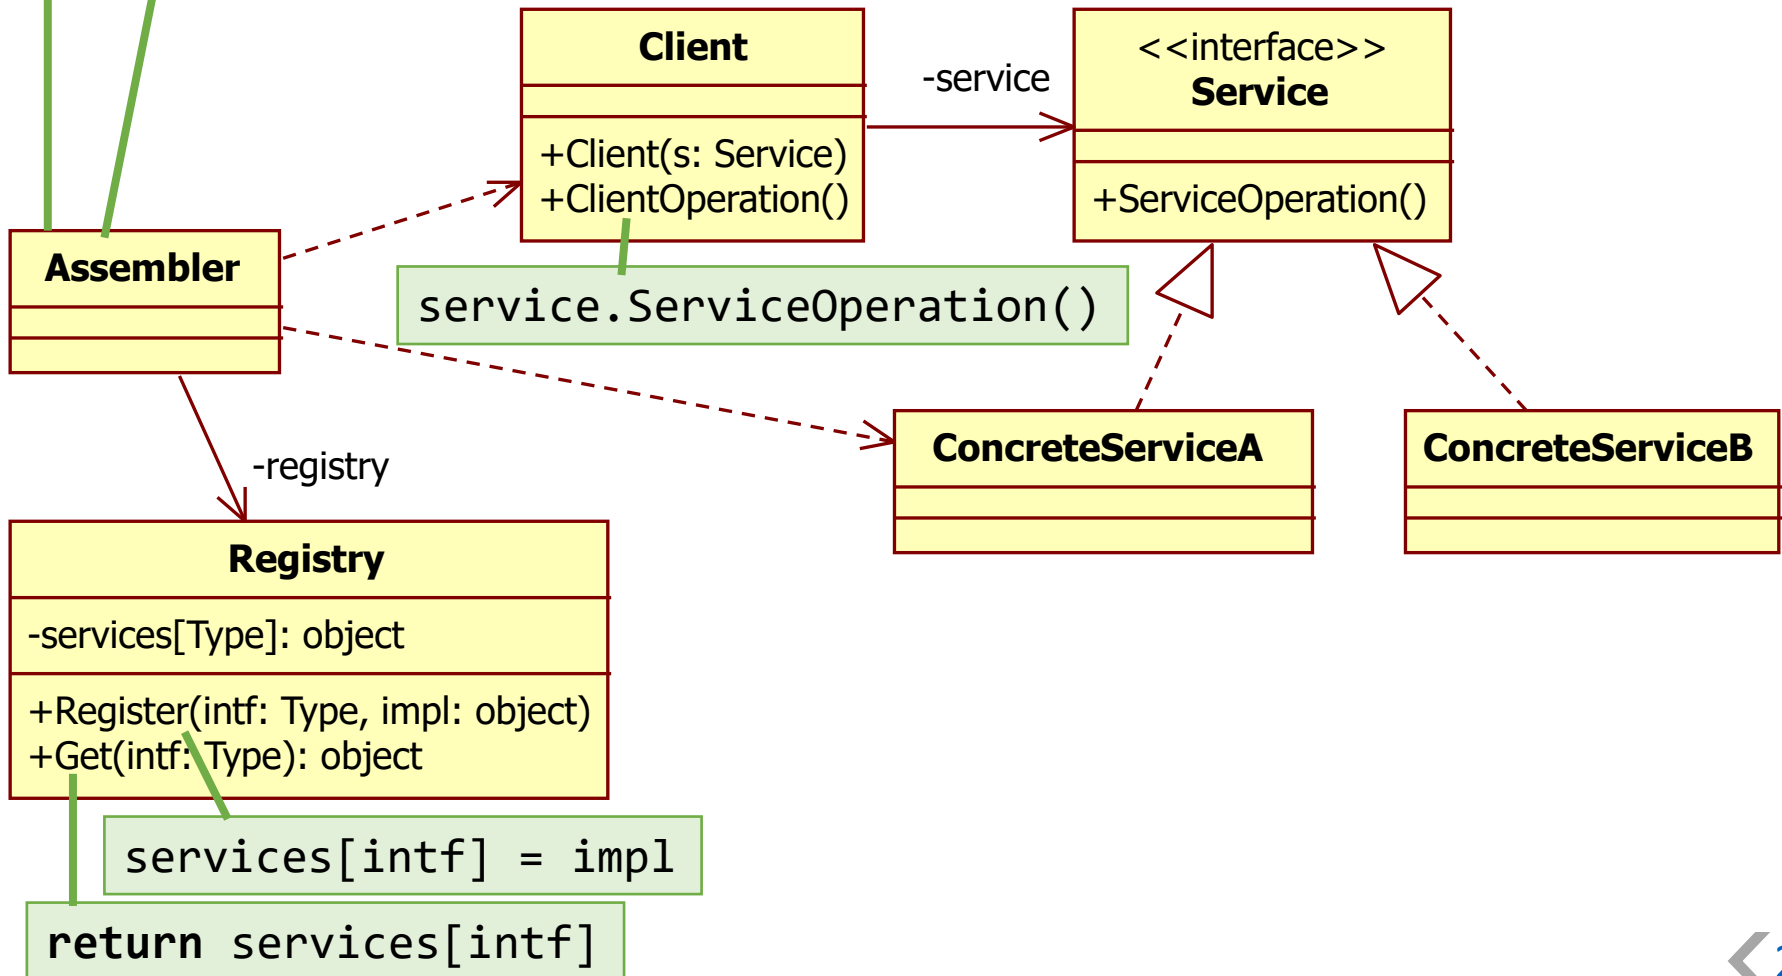 Client
+Client(s: Service)
+ClientOperation()
-service
<<interface>>
Service
+ServiceOperation()
Assembler
service.ServiceOperation()
ConcreteServiceA
ConcreteServiceB
-registry
Registry
-services[Type]: object
+Register(intf: Type, impl: object)
+Get(intf: Type): object
services[intf] = impl
return services[intf]